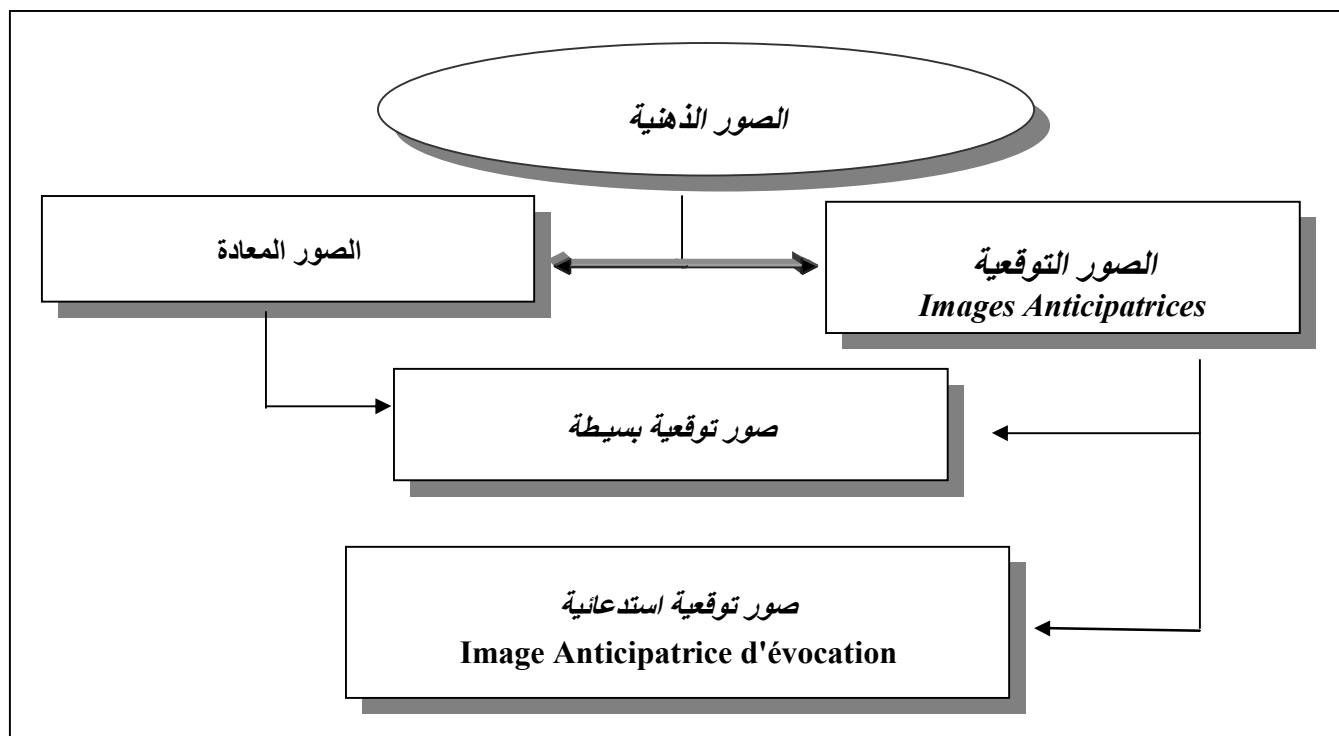 الصور الذهنية
الصور التوقعية
Images Anticipatrices
الصور المعادة
صور توقعية بسيطة
صور توقعية استدعائية
Image Anticipatrice d'évocation